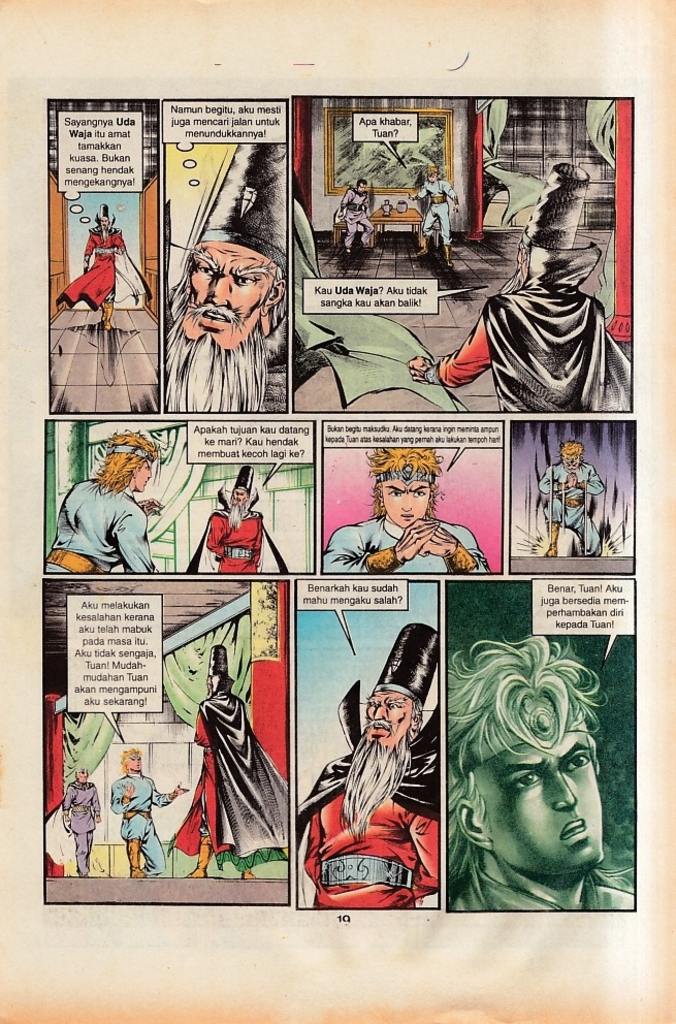 Sayangnya Uda
Waja itu amat
tamakkan
kuasa. Bukan
senang hendak
mengekangnya!
Namun begitu, aku mesti
juga mencari jalan untuk
menundukkannya!
Apa khabar,
Tuan?
Kau Uda Waja? Aku tidak
sangka kau akan balik!
Apakah tujuan kau datang
ke mari? Kau hendak
membuat kecoh lagi ke?
Bukan begitu maksudku. Aku datang kerana ingin meminta ampun
kepada Tuan atas kesalahan yang pernah aku lakukan tempoh hari!
Aku melakukan
kesalahan kerana
aku telah mabuk
pada masa itu.
Aku tidak sengaja,
Tuan! Mudah-
mudahan Tuan
akan mengampuni
aku sekarang!
Benarkah kau sudah
mahu mengaku salah?
Benar, Tuan! Aku
juga bersedia mem-
perhambakan diri
kepada Tuan!
19